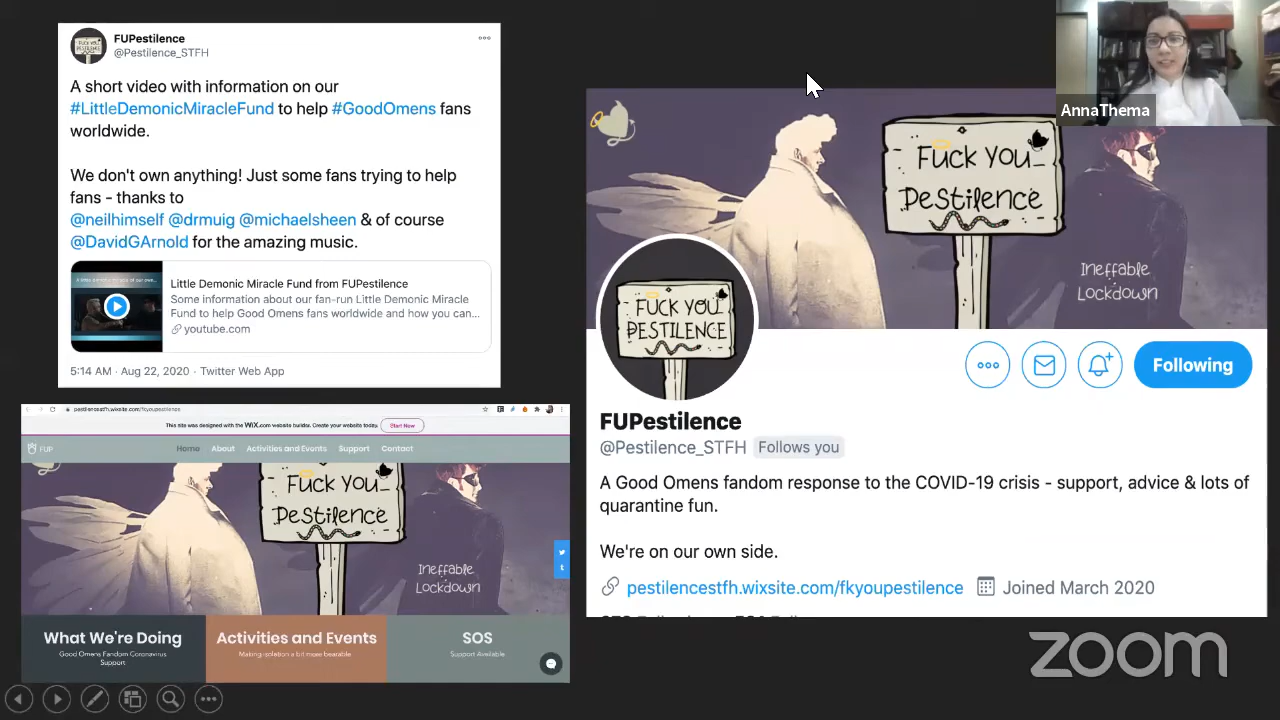 FUPestilence
@Pestilence_STFH
A short video with information on our
#LittleDemonicMiracleFund to help #GoodOmens fans
worldwide.
We don't own anything! Just some fans trying to help
fans - thanks to
@neilhimself @drmuig @michaelsheen & of course
@DavidGArnold for the amazing music.
Little Demonic Miracle Fund from FUPestilence
Some information about our fan-run Little Demonic Miracle
Fund to help Good Omens fans worldwide and how you can...
youtube.com
5:14 AM · Aug 22, 2020 · Twitter Web App
pestilencestfh.wixsite.com/fkyoupestilence
This site was designed with the WiX.com website builder. Create your website today. Start Now
FUP
Home About Activities and Events Support Contact
Fuck you
Pestilence
Ineffable
Lockdown
What We're Doing
Good Omens Fandom Coronavirus
Support
Activities and Events
Making isolation a bit more bearable
SOS
Support Available
AnnaThema
Fuck you
Pestilence
Ineffable
Lockdown
Fuck you
Pestilence
Following
FUPestilence
@Pestilence_STFH Follows you
A Good Omens fandom response to the COVID-19 crisis - support, advice & lots of
quarantine fun.
We're on our own side.
pestilencestfh.wixsite.com/fkyoupestilence Joined March 2020
zoom